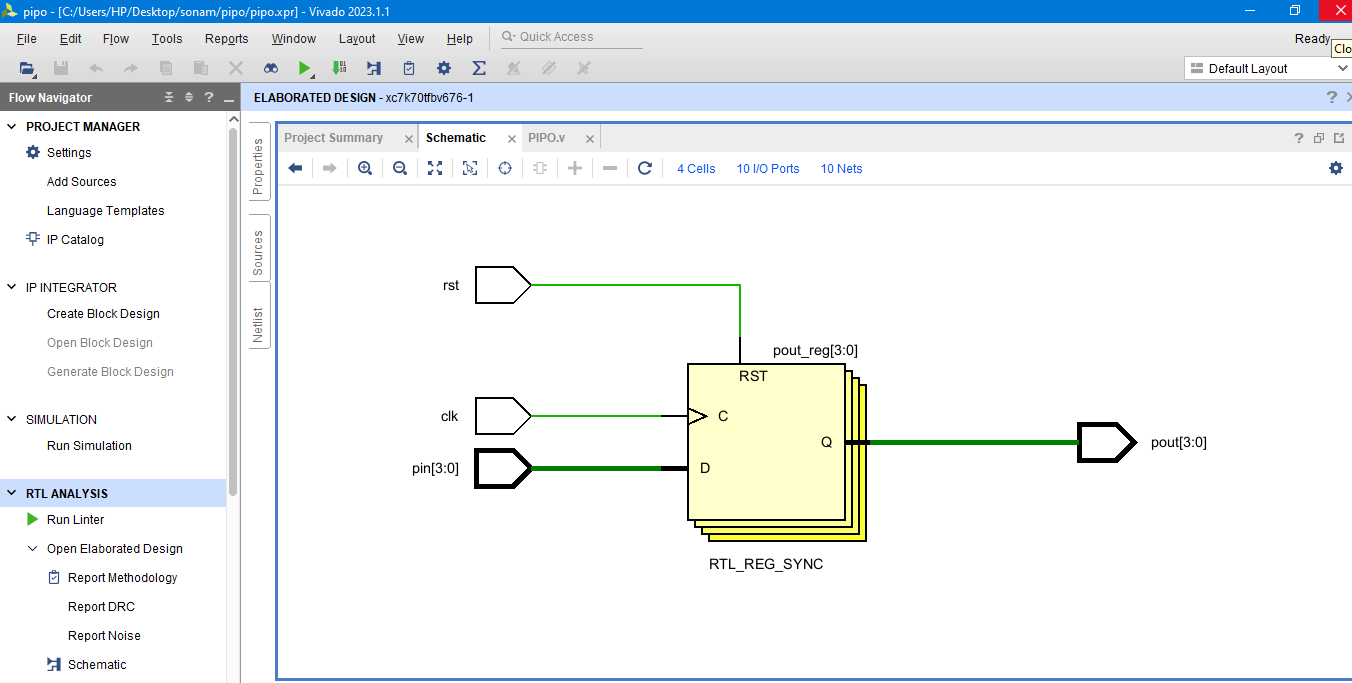 pipo - [C:/Users/HP/Desktop/sonam/pipo/pipo.xpr] - Vivado 2023.1.1
File Edit Flow Tools Reports Window Layout View Help Quick Access Ready
Clo
Default Layout
Flow Navigator
ELABORATED DESIGN - xc7k70tfbv676-1
PROJECT MANAGER
Settings
Add Sources
Language Templates
IP Catalog
IP INTEGRATOR
Create Block Design
Open Block Design
Generate Block Design
SIMULATION
Run Simulation
RTL ANALYSIS
Run Linter
Open Elaborated Design
Report Methodology
Report DRC
Report Noise
Schematic
Properties
Sources
Netlist
Project Summary Schematic PIPO.v
4 Cells 10 I/O Ports 10 Nets
rst
pout_reg[3:0]
RST
clk
C
Q
pout[3:0]
pin[3:0]
D
RTL_REG_SYNC